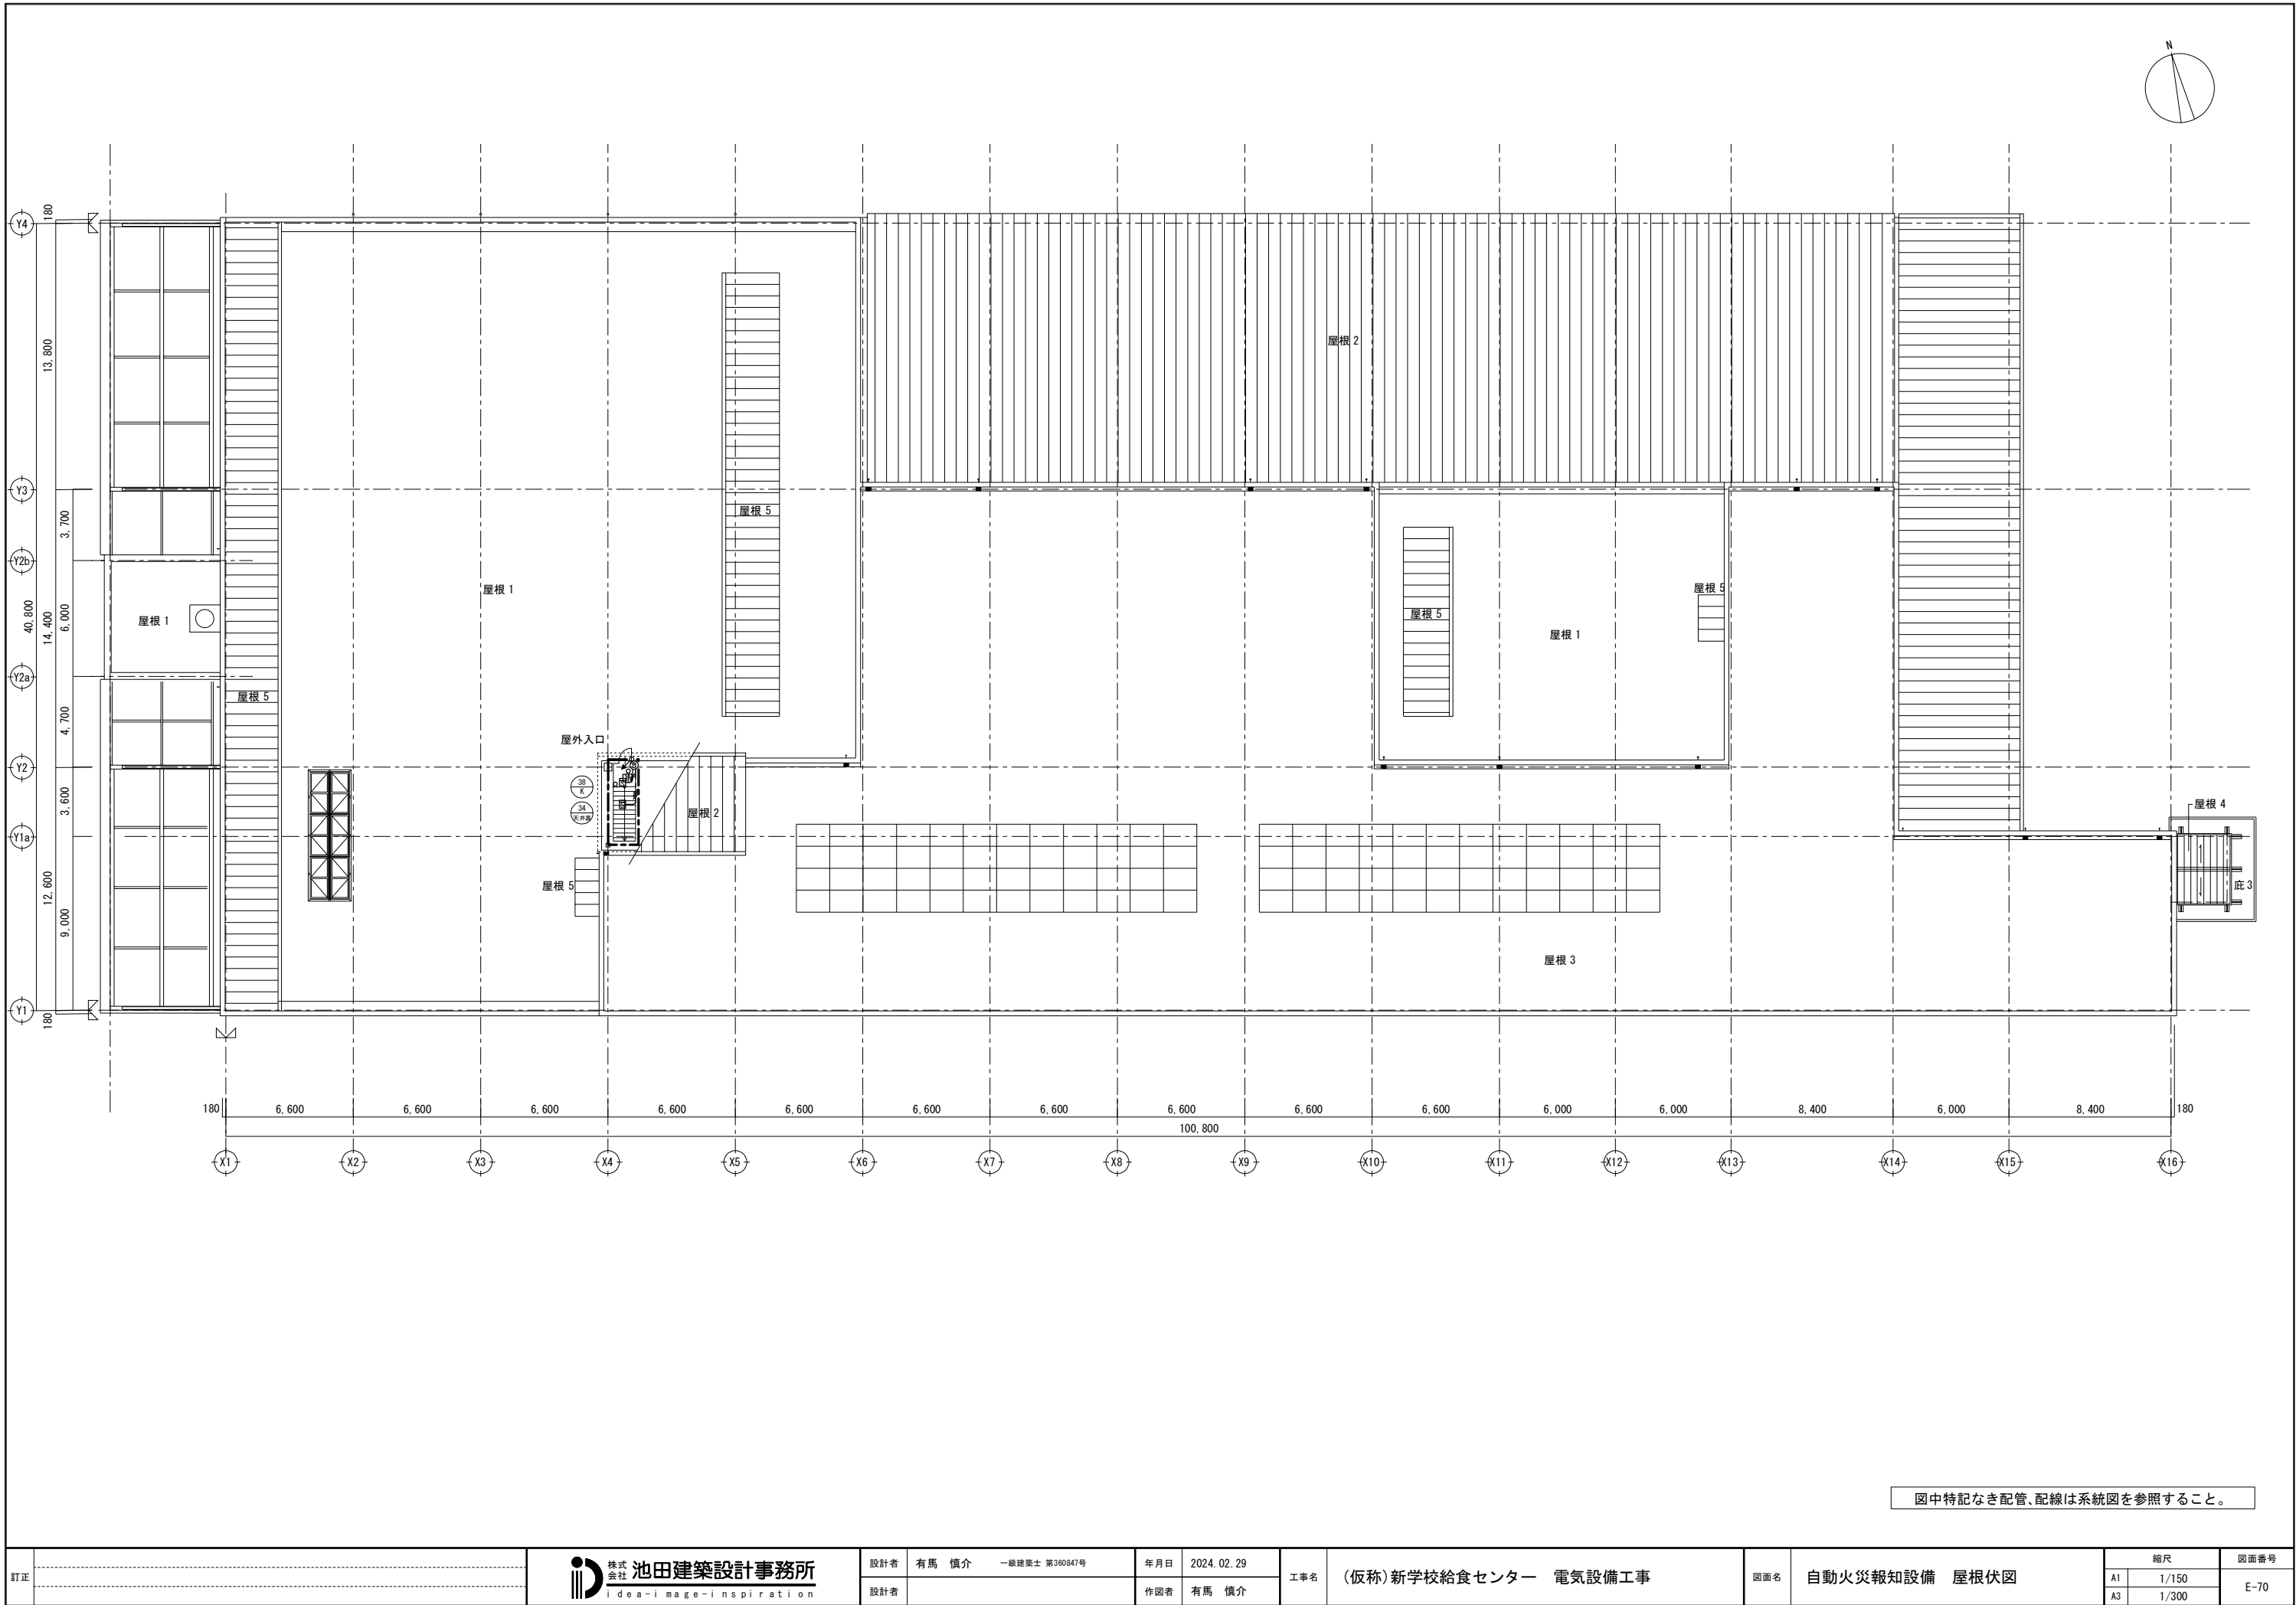 N
Y4
180
13,800
Y3
3,700
Y2b
40,800
14,400
6,000
Y2a
4,700
Y2
3,600
Y1a
12,600
9,000
Y1
180
屋根 2
屋根 5
屋根 1
屋根 1
屋根 5
屋根 5
屋根 5
屋根 1
屋外入口
38
K
34
天井裏
屋根 2
屋根 5
屋根 4
庇 3
屋根 3
180
6,600
6,600
6,600
6,600
6,600
6,600
6,600
6,600
6,600
6,600
6,000
6,000
8,400
6,000
8,400
180
100,800
X1
X2
X3
X4
X5
X6
X7
X8
X9
X10
X11
X12
X13
X14
X15
X16
図中特記なき配管、配線は系統図を参照すること。
訂正
株式会社 池田建築設計事務所
idea-image-inspiration
設計者 有馬 慎介 一級建築士 第360847号
設計者
年月日 2024.02.29
作図者 有馬 慎介
工事名 (仮称)新学校給食センター 電気設備工事
図面名 自動火災報知設備 屋根伏図
縮尺
A1 1/150
A3 1/300
図面番号
E-70